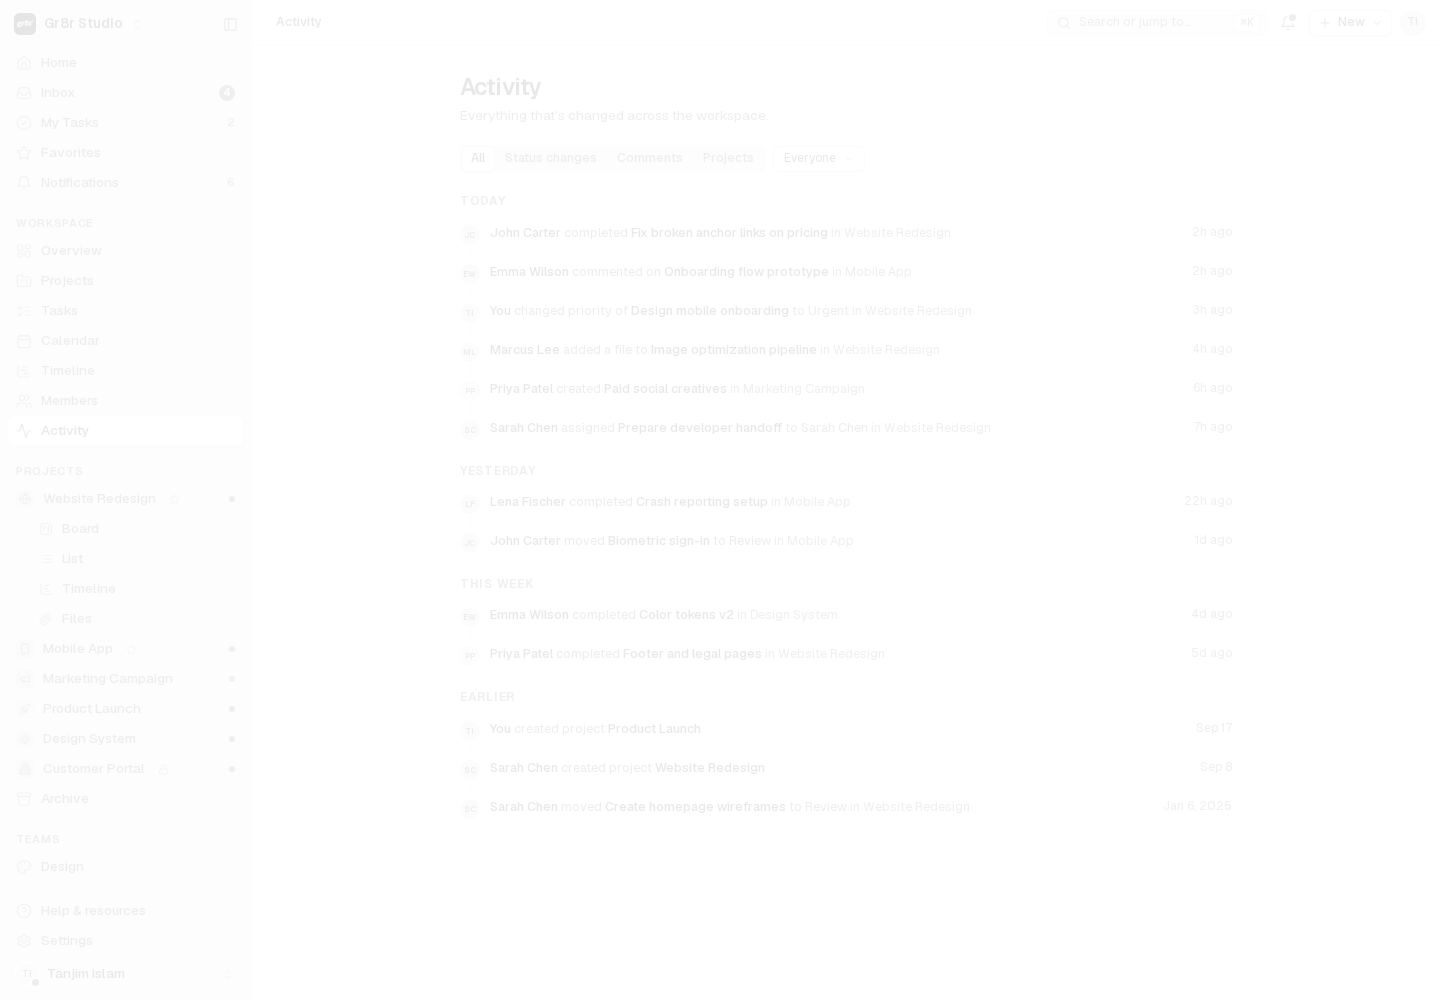 Gr8r Studio
Activity
Search or jump to...
⌘K
New
TI
Home
Inbox 4
My Tasks 2
Favorites
Notifications 6
WORKSPACE
Overview
Projects
Tasks
Calendar
Timeline
Members
Activity
PROJECTS
Website Redesign
Board
List
Timeline
Files
Mobile App
Marketing Campaign
Product Launch
Design System
Customer Portal
Archive
TEAMS
Design
Help & resources
Settings
TI Tanjim Islam
Activity
Everything that's changed across the workspace.
All Status changes Comments Projects Everyone
TODAY
JC John Carter completed Fix broken anchor links on pricing in Website Redesign 2h ago
EW Emma Wilson commented on Onboarding flow prototype in Mobile App 2h ago
TI You changed priority of Design mobile onboarding to Urgent in Website Redesign 3h ago
ML Marcus Lee added a file to Image optimization pipeline in Website Redesign 4h ago
PP Priya Patel created Paid social creatives in Marketing Campaign 6h ago
SC Sarah Chen assigned Prepare developer handoff to Sarah Chen in Website Redesign 7h ago
YESTERDAY
LF Lena Fischer completed Crash reporting setup in Mobile App 22h ago
JC John Carter moved Biometric sign-in to Review in Mobile App 1d ago
THIS WEEK
EW Emma Wilson completed Color tokens v2 in Design System 4d ago
PP Priya Patel completed Footer and legal pages in Website Redesign 5d ago
EARLIER
TI You created project Product Launch Sep 17
SC Sarah Chen created project Website Redesign Sep 8
SC Sarah Chen moved Create homepage wireframes to Review in Website Redesign Jan 6, 2025